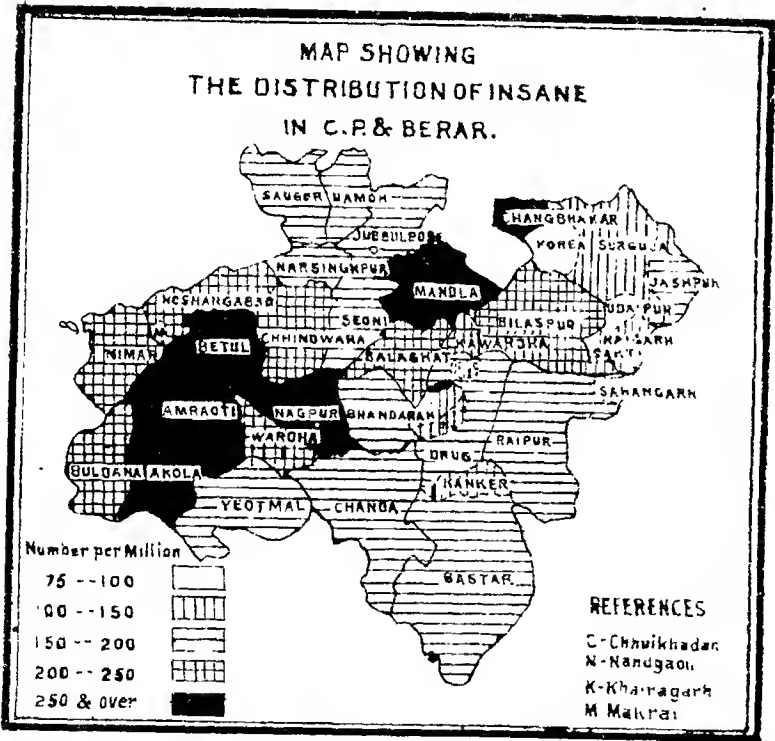 MAP SHOWING
THE DISTRIBUTION OF INSANE
IN C.P. & BERAR.
SAUGER DAMOH
JUBBULPORE
CHANGBHAKAR
KOREA SURGUJA
NARSINGHPUR
MANDLA
JASHPUR
HOSHANGABAD
SEONI
BILASPUR
UDAIPUR
M
NIMAR
BETUL
CHHINDWARA
BALAGHAT
KAWARDHA
RAIGARH
SAKTI
SARANGARH
AMRAOTI
NAGPUR
BHANDARA
WARDHA
DRUG
RAIPUR
BULDANA
AKOLA
KANKER
YEOTMAL
CHANDA
BASTAR
Number per Million
75 -- 100
100 -- 150
150 -- 200
200 -- 250
250 & over
REFERENCES
C-Chhuikhadan
N-Nandgaon
K-Khairagarh
M Makrai